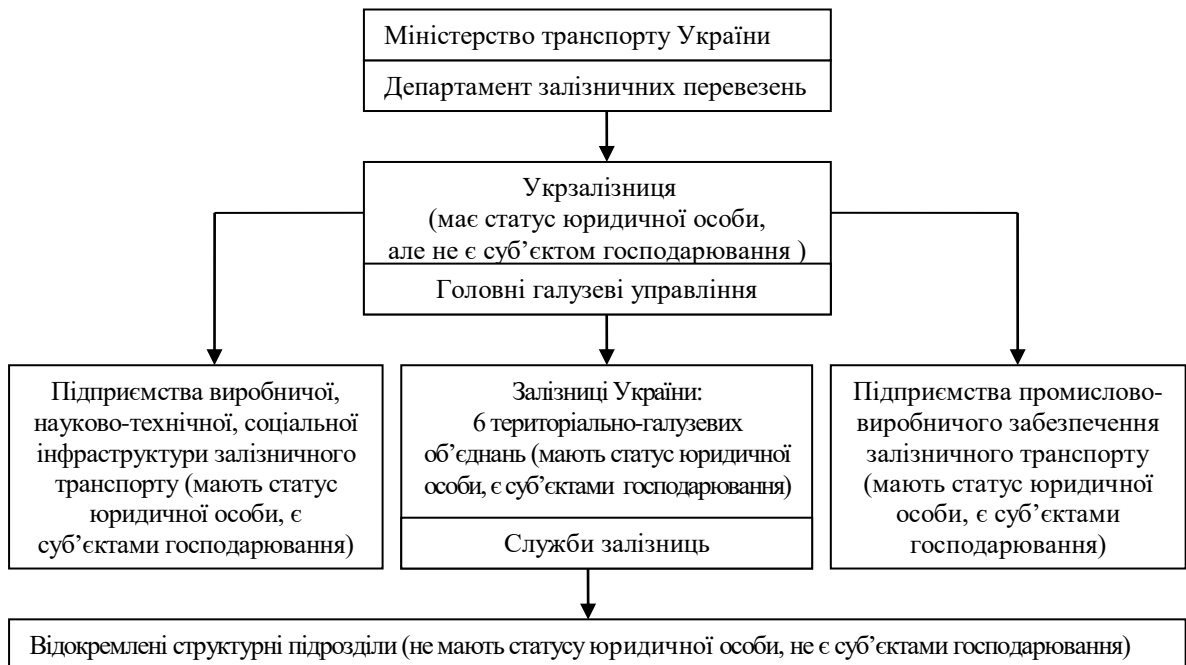 Міністерство транспорту України
Департамент залізничних перевезень
Укрзалізниця
(має статус юридичної особи,
але не є суб’єктом господарювання )
Головні галузеві управління
Підприємства виробничої,
науково-технічної, соціальної
інфраструктури залізничного
транспорту (мають статус
юридичної особи, є
суб’єктами господарювання)
Залізниці України:
6 територіально-галузевих
об’єднань (мають статус юридичної
особи, є суб’єктами господарювання)
Служби залізниць
Підприємства промислово-
виробничого забезпечення
залізничного транспорту
(мають статус юридичної
особи, є суб’єктами
господарювання)
Відокремлені структурні підрозділи (не мають статусу юридичної особи, не є суб’єктами господарювання)